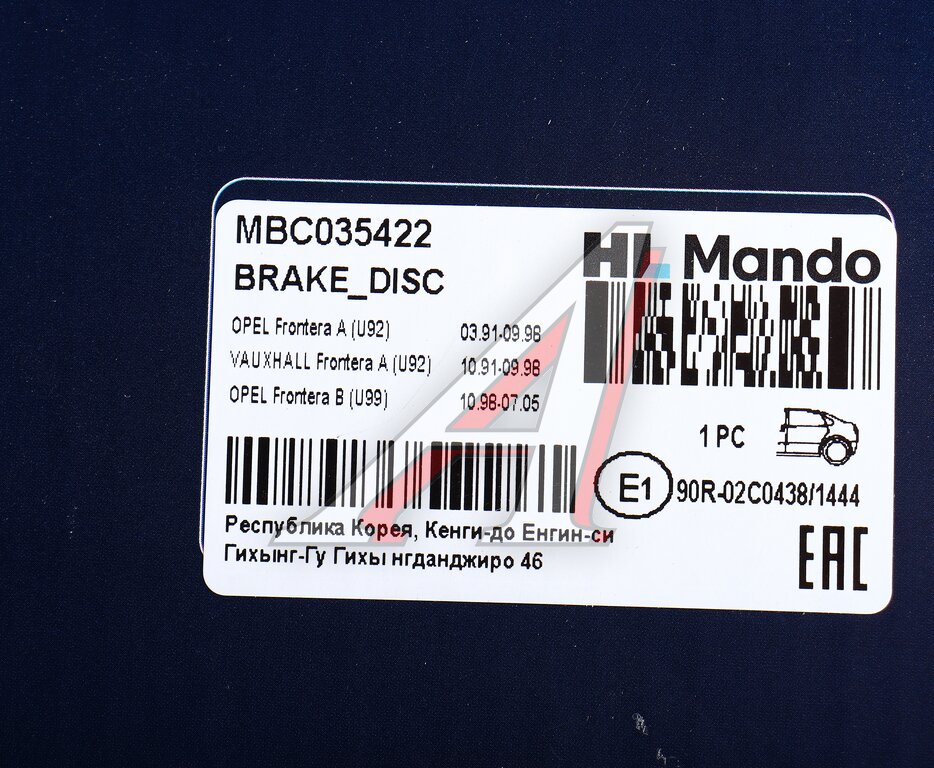 MBC035422
BRAKE_DISC
HL Mando
OPEL Frontera A (U92) 03.91-09.98
VAUXHALL Frontera A (U92) 10.91-09.98
OPEL Frontera B (U99) 10.98-07.05
1 PC
E1 90R-02C0438/1444
Республика Корея, Кенги-до Енгин-си
Гихынг-Гу Гихы нгданджиро 46
EAC